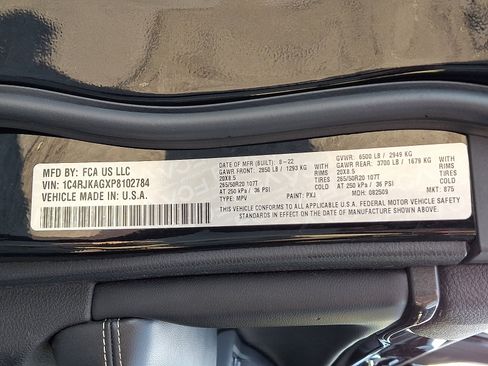 MFD BY: FCA US LLC
VIN: 1C4RJKAGXP8102784
VEHICLE MADE IN: U.S.A.
DATE OF MFR (BUILT): 8-22 GVWR: 6500 LB / 2949 KG
GAWR FRONT: 2850 LB / 1293 KG WITH GAWR REAR: 3700 LB / 1678 KG WITH
20X8.5 RIMS 20X8.5 RIMS
265/50R20 107T TIRES 265/50R20 107T TIRES
AT 250 kPA / 36 PSI AT 250 kPA / 36 PSI
TYPE: MPV PAINT: PXJ MDH: 082509 MKT: 875
THIS VEHICLE CONFORMS TO ALL APPLICABLE U.S.A. FEDERAL MOTOR VEHICLE SAFETY
STANDARDS IN EFFECT ON THE DATE OF MANUFACTURE SHOWN ABOVE.